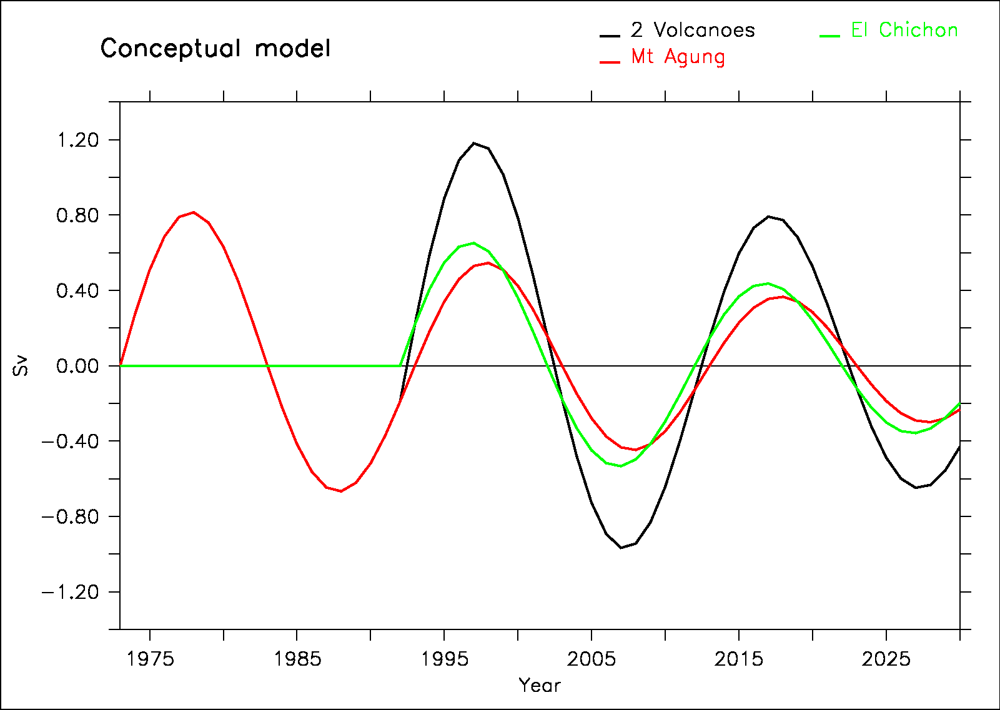 Conceptual model
2 Volcanoes
El Chichon
Mt Agung
1.20
0.80
0.40
0.00
−0.40
−0.80
−1.20
Sv
1975 1985 1995 2005 2015 2025
Year